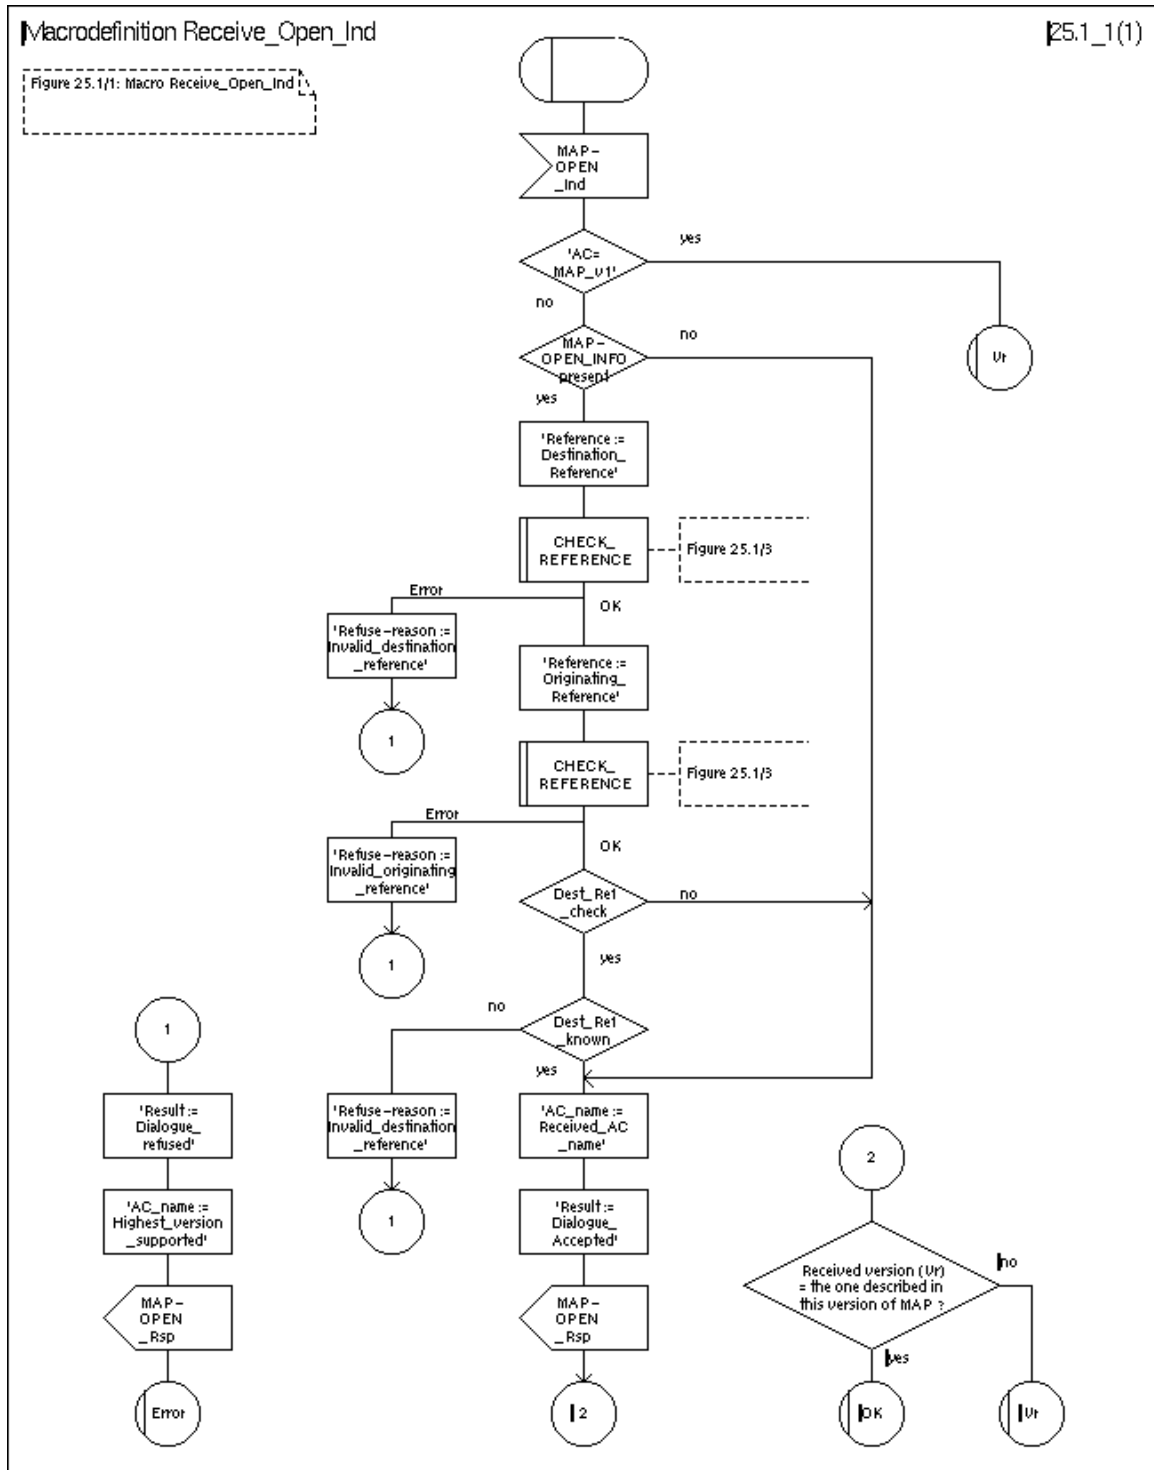 Macrodefinition Receive_Open_Ind
25.1_1(1)
Figure 25.1/1: Macro Receive_Open_Ind
MAP-
OPEN
_Ind
'AC=
MAP_v1'
yes
no
Vr
MAP-
OPEN_INFO
present
no
yes
'Reference :=
Destination_
Reference'
CHECK_
REFERENCE
Figure 25.1/3
Error
OK
'Refuse-reason :=
Invalid_destination
_reference'
1
'Reference :=
Originating_
Reference'
CHECK_
REFERENCE
Figure 25.1/3
Error
OK
'Refuse-reason :=
Invalid_originating
_reference'
1
Dest_Ref
_check
no
yes
Dest_Ref
_known
no
yes
1
'Result :=
Dialogue_
refused'
'AC_name :=
Highest_version
_supported'
MAP-
OPEN
_Rsp
Error
'Refuse-reason :=
Invalid_destination
_reference'
1
'AC_name :=
Received_AC
_name'
'Result :=
Dialogue_
Accepted'
MAP-
OPEN
_Rsp
2
2
Received version (Vr)
= the one described in
this version of MAP ?
no
yes
OK
Vr